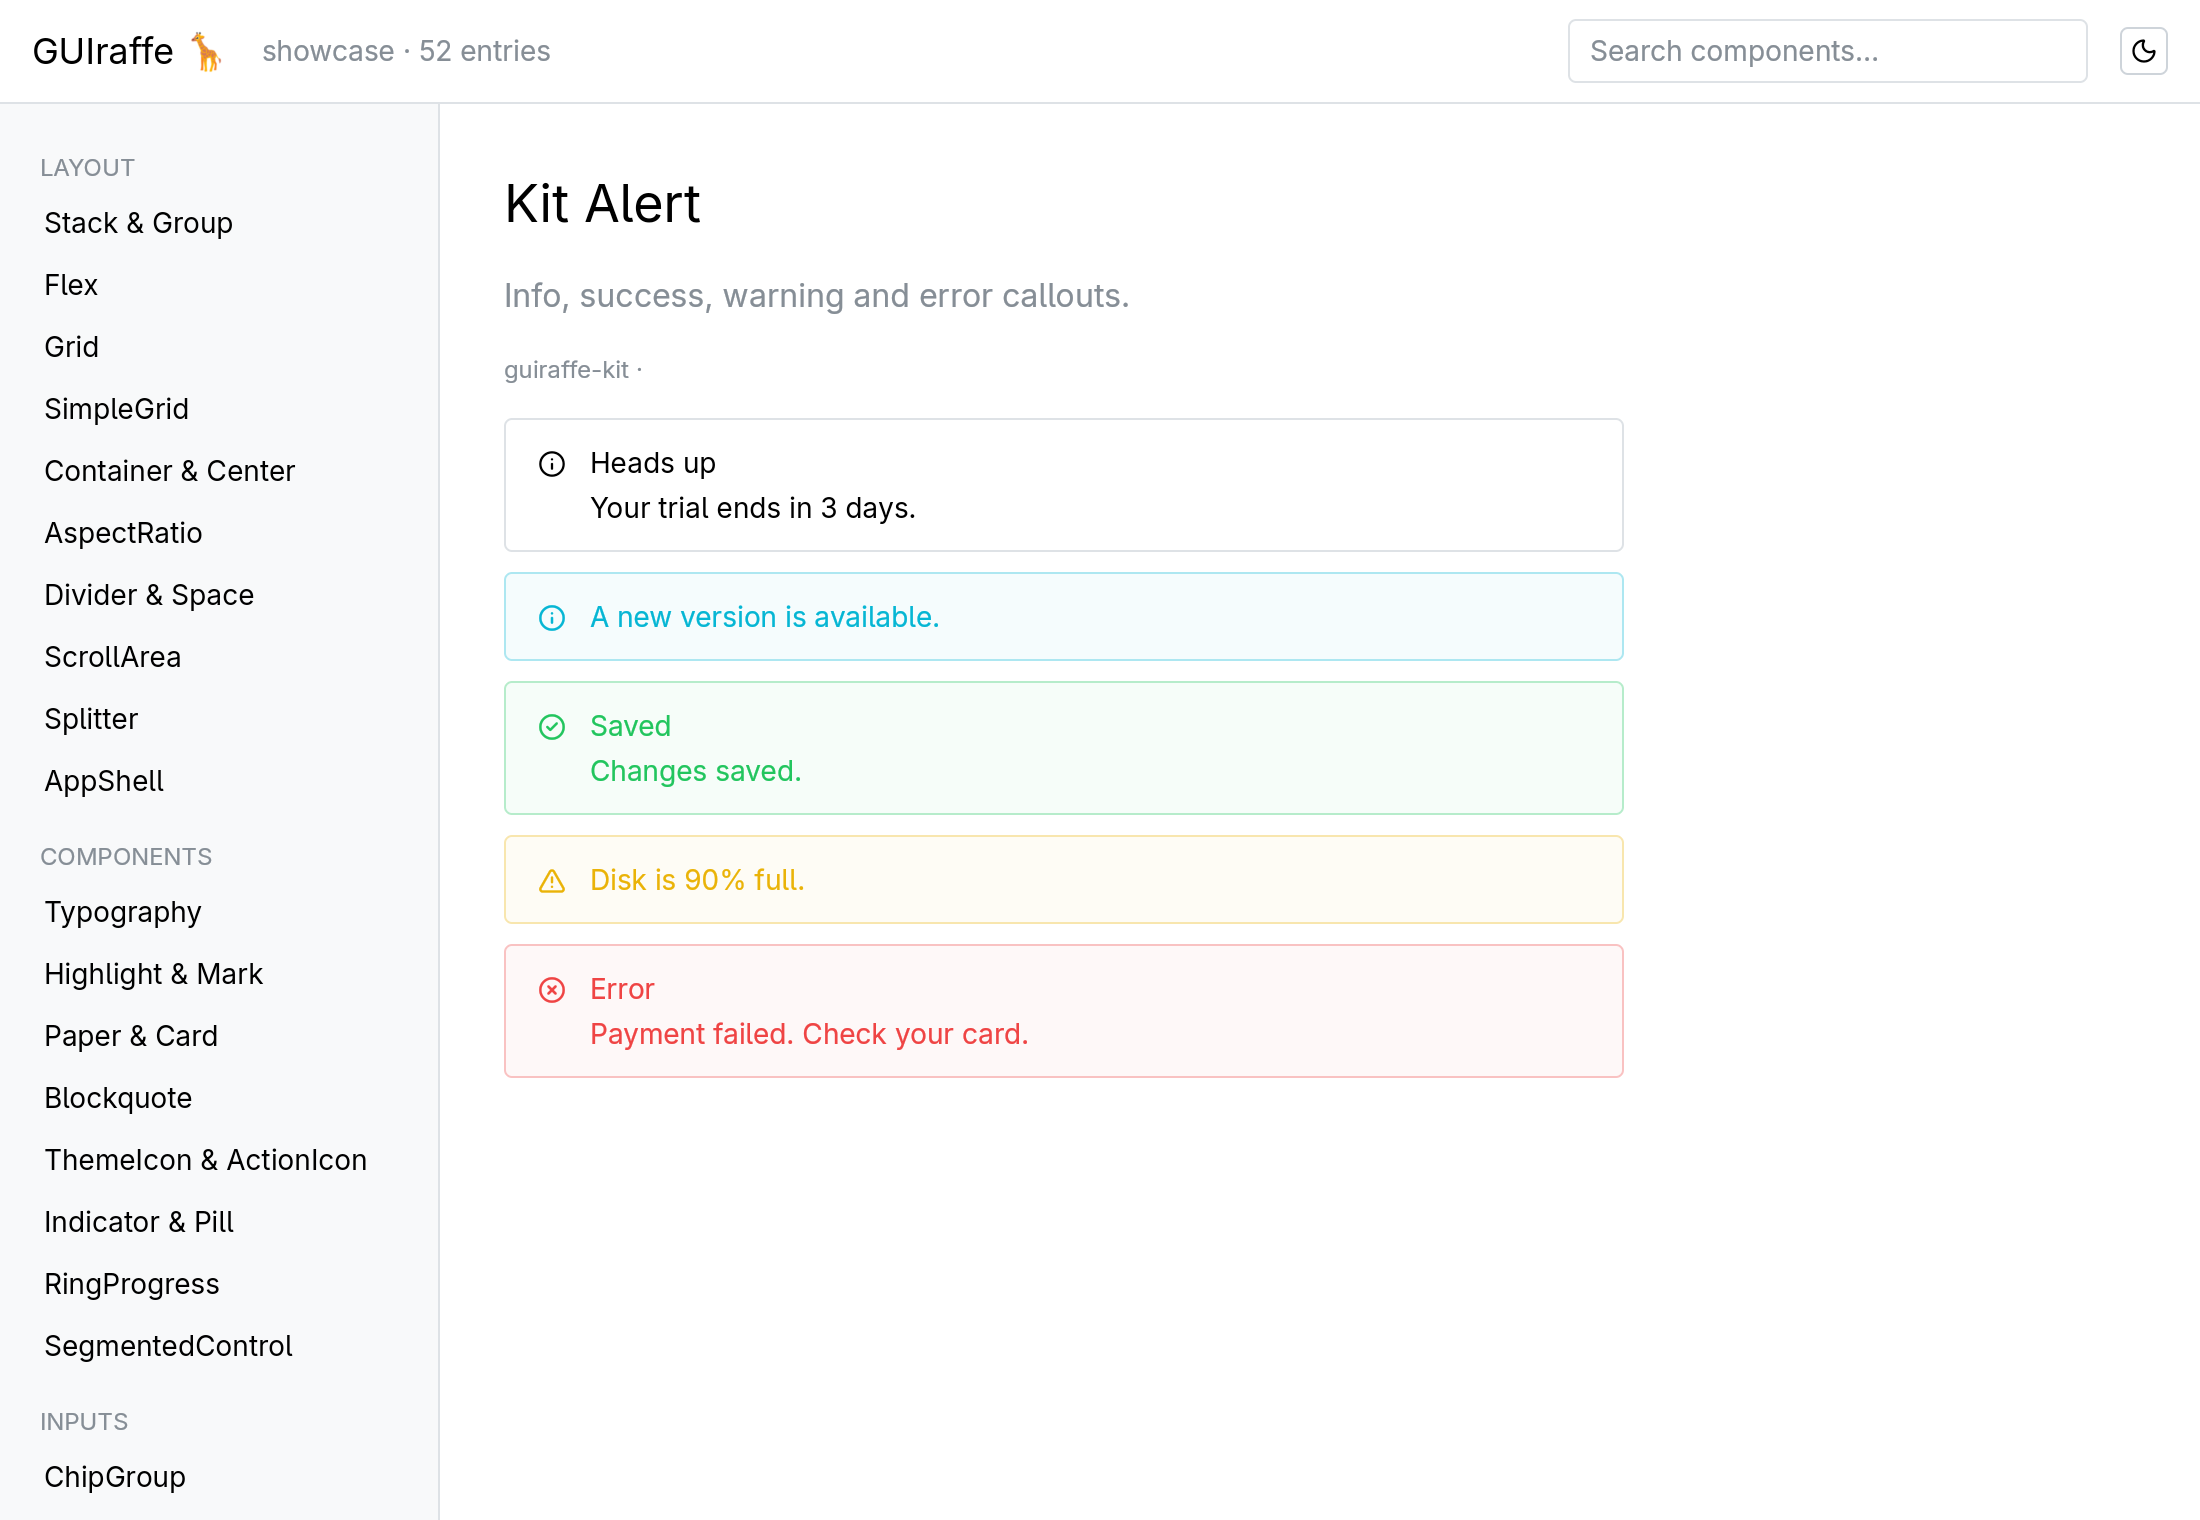 GUIraffe 🦒 showcase · 52 entries
Search components...
LAYOUT
Stack & Group
Flex
Grid
SimpleGrid
Container & Center
AspectRatio
Divider & Space
ScrollArea
Splitter
AppShell
COMPONENTS
Typography
Highlight & Mark
Paper & Card
Blockquote
ThemeIcon & ActionIcon
Indicator & Pill
RingProgress
SegmentedControl
INPUTS
ChipGroup
Kit Alert
Info, success, warning and error callouts.
guiraffe-kit ·
Heads up
Your trial ends in 3 days.
A new version is available.
Saved
Changes saved.
Disk is 90% full.
Error
Payment failed. Check your card.